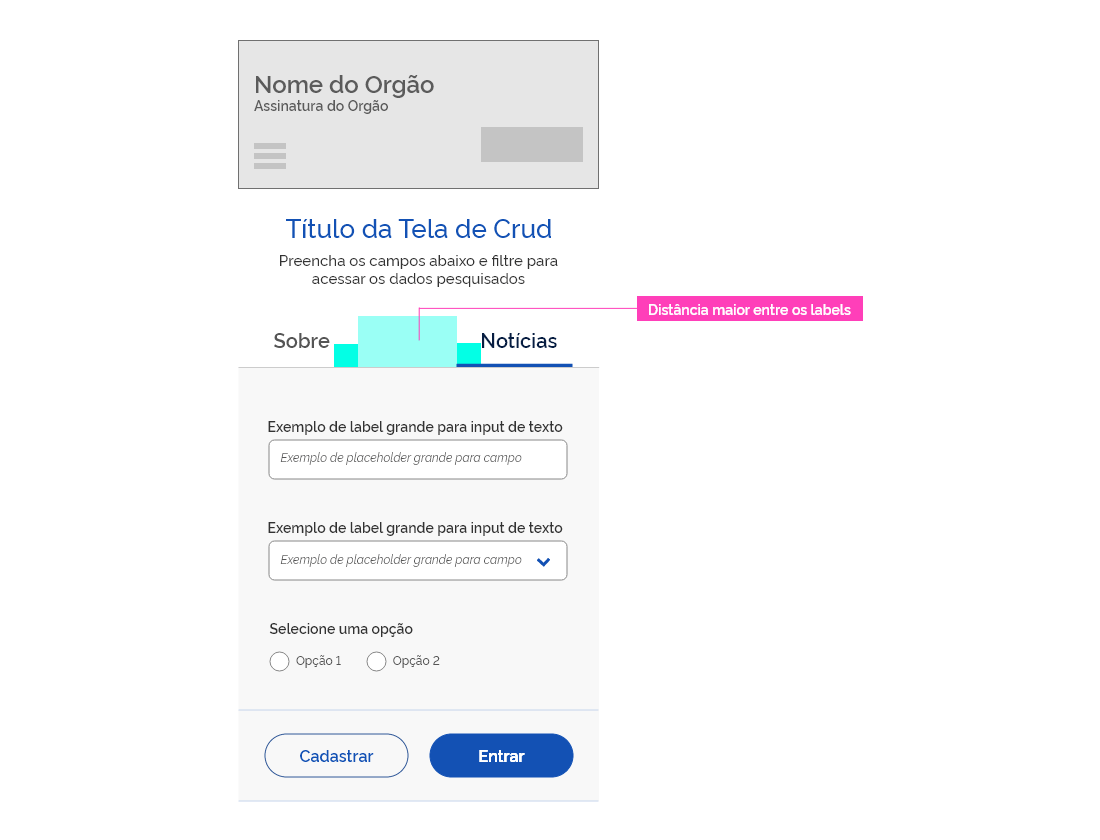 Nome do Orgão
Assinatura do Orgão
Título da Tela de Crud
Preencha os campos abaixo e filtre para
acessar os dados pesquisados
Distância maior entre os labels
Sobre
Notícias
Exemplo de label grande para input de texto
Exemplo de placeholder grande para campo
Exemplo de label grande para input de texto
Exemplo de placeholder grande para campo
Selecione uma opção
Opção 1
Opção 2
Cadastrar
Entrar